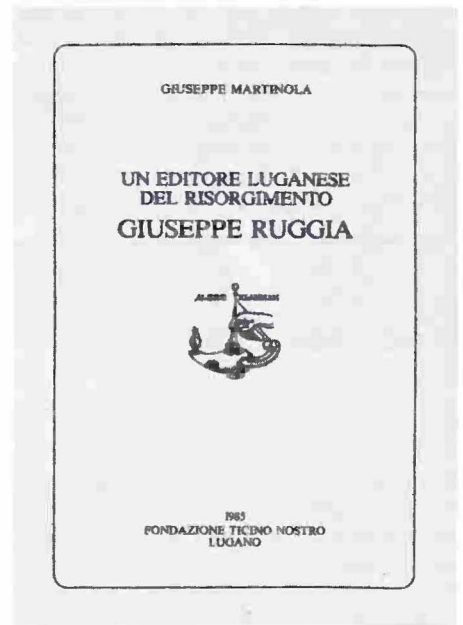 GIUSEPPE MARTINOLA
UN EDITORE LUGANESE
DEL RISORGIMENTO
GIUSEPPE RUGGIA
1985
FONDAZIONE TICINO NOSTRO
LUGANO